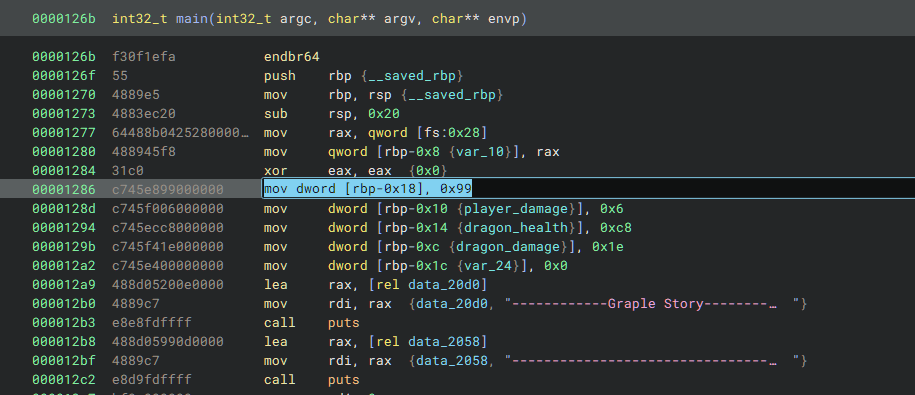 0000126b int32_t main(int32_t argc, char** argv, char** envp)
0000126b f30f1efa endbr64
0000126f 55 push rbp {__saved_rbp}
00001270 4889e5 mov rbp, rsp {__saved_rbp}
00001273 4883ec20 sub rsp, 0x20
00001277 64488b0425280000… mov rax, qword [fs:0x28]
00001280 488945f8 mov qword [rbp-0x8 {var_10}], rax
00001284 31c0 xor eax, eax {0x0}
00001286 c745e899000000 mov dword [rbp-0x18], 0x99
0000128d c745f006000000 mov dword [rbp-0x10 {player_damage}], 0x6
00001294 c745ecc8000000 mov dword [rbp-0x14 {dragon_health}], 0xc8
0000129b c745f41e000000 mov dword [rbp-0xc {dragon_damage}], 0x1e
000012a2 c745e400000000 mov dword [rbp-0x1c {var_24}], 0x0
000012a9 488d05200e0000 lea rax, [rel data_20d0]
000012b0 4889c7 mov rdi, rax {data_20d0, "------------Graple Story--------… "}
000012b3 e8e8fdffff call puts
000012b8 488d05990d0000 lea rax, [rel data_2058]
000012bf 4889c7 mov rdi, rax {data_2058, "--------------------------------… "}
000012c2 e8d9fdffff call puts